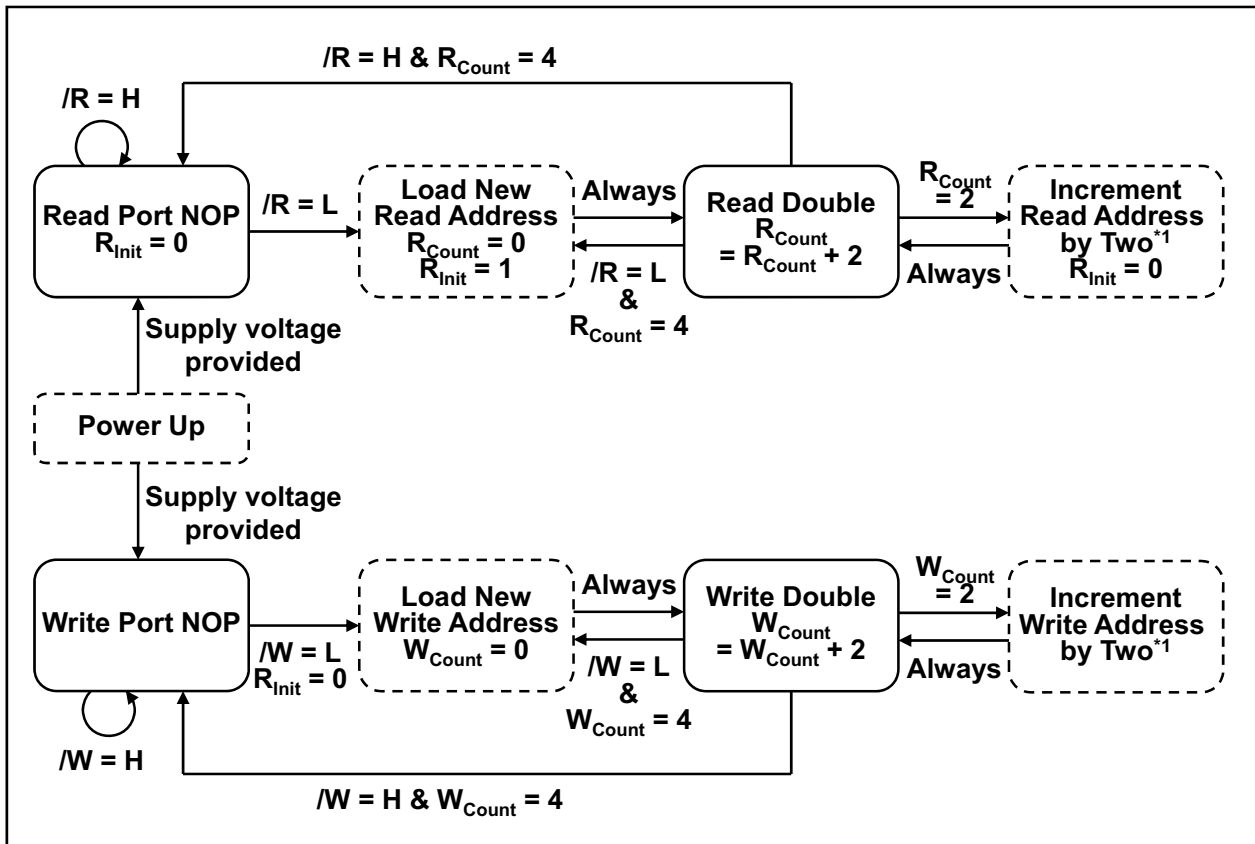 /R = H & RCount = 4
/R = H
Read Port NOP
RInit = 0
/R = L
Load New
Read Address
RCount = 0
RInit = 1
Always
/R = L
&
RCount = 4
Read Double
RCount
= RCount + 2
RCount
= 2
Always
Increment
Read Address
by Two*1
RInit = 0
Supply voltage
provided
Power Up
Supply voltage
provided
Write Port NOP
/W = H
/W = L
RInit = 0
Load New
Write Address
WCount = 0
Always
/W = L
&
WCount = 4
Write Double
WCount
= WCount + 2
WCount
= 2
Always
Increment
Write Address
by Two*1
/W = H & WCount = 4